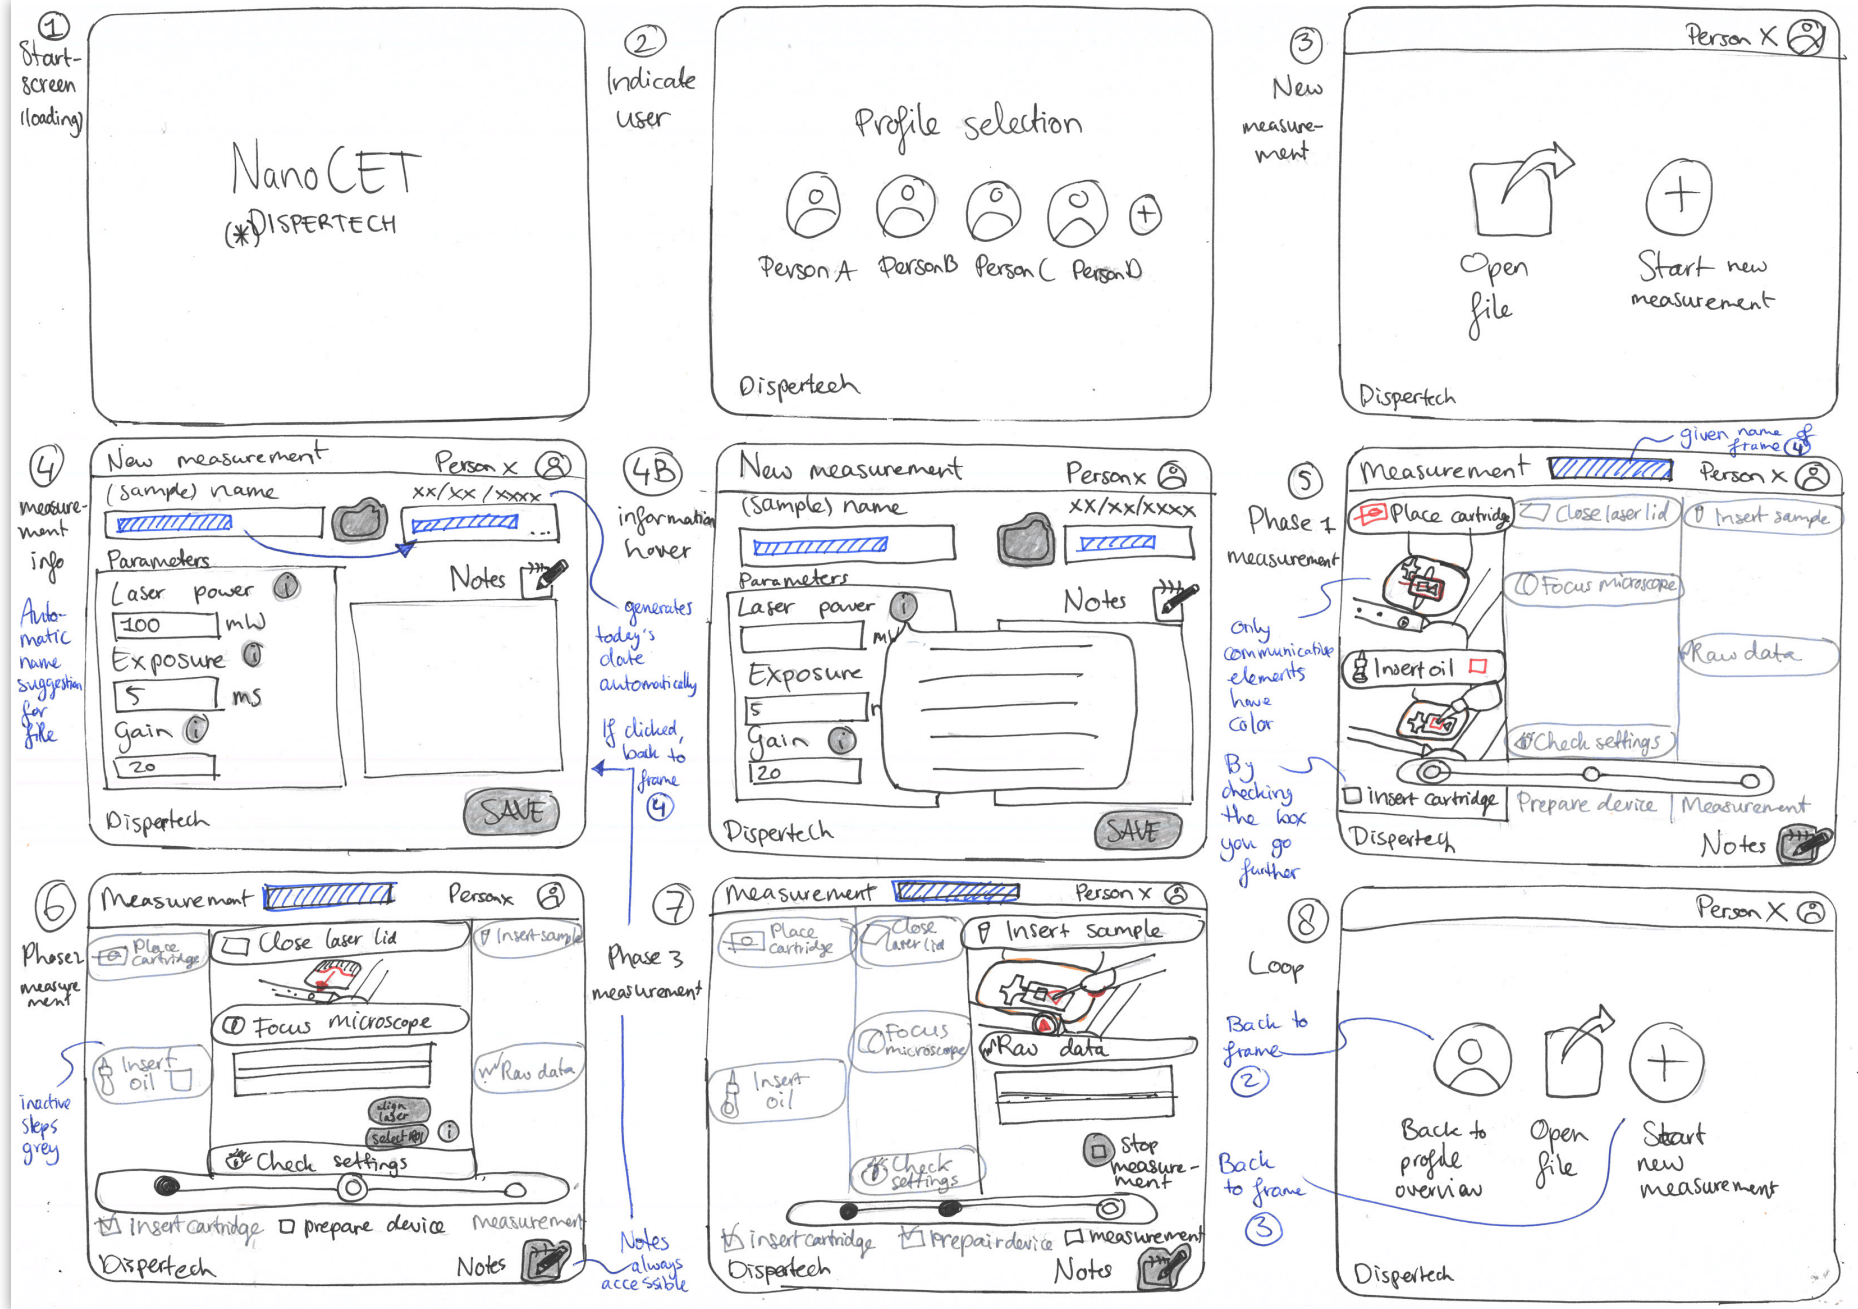 1
Start-
screen
(loading)
NanoCET
(*)DISPERTECH
2
Indicate
user
Profile selection
Person A
Person B
Person C
Person D
Dispertech
3
New
measure-
ment
Person X
Open
file
Start new
measurement
Dispertech
4
measure-
ment
info
Auto-
matic
name
suggestion
for
file
New measurement
Person X
(sample) name
xx/xx/xxxx
...
Parameters
Laser power i
100 mW
Exposure i
5 ms
Gain i
20
Notes
SAVE
Dispertech
generates
today's
date
automatically
If clicked,
back to
frame
4
4B
information
hover
New measurement
Person x
(sample) name
xx/xx/xxxx
Parameters
Laser power i
mW
Exposure
5
Gain i
20
Notes
SAVE
Dispertech
5
Phase 1
measurement
only
communicative
elements
have
color
By
checking
the box
you go
further
given name of
frame 4
Measurement
Person X
Place cartridge
Close laser lid
Insert sample
Focus microscope
Insert oil
Raw data
Check settings
insert cartridge
Prepare device
Measurement
Dispertech
Notes
6
Phase 2
measure
ment
inactive
steps
grey
Measurement
Person x
Place
cartridge
Close laser lid
Insert sample
Focus microscope
Insert
oil
Raw data
align
laser
select ROI
i
Check settings
insert cartridge
prepare device
measurement
Dispertech
Notes
Notes
always
accessible
7
Phase 3
measurement
Measurement
Person X
Place
cartridge
Close
laser lid
Insert sample
Focus
microscope
Raw data
Insert
oil
Stop
measure-
ment
Check
settings
insert cartridge
prepair device
measurement
Dispertech
Notes
8
Loop
Back to
frame
2
Back
to frame
3
Person X
Back to
profile
overview
Open
file
Start
new
measurement
Dispertech